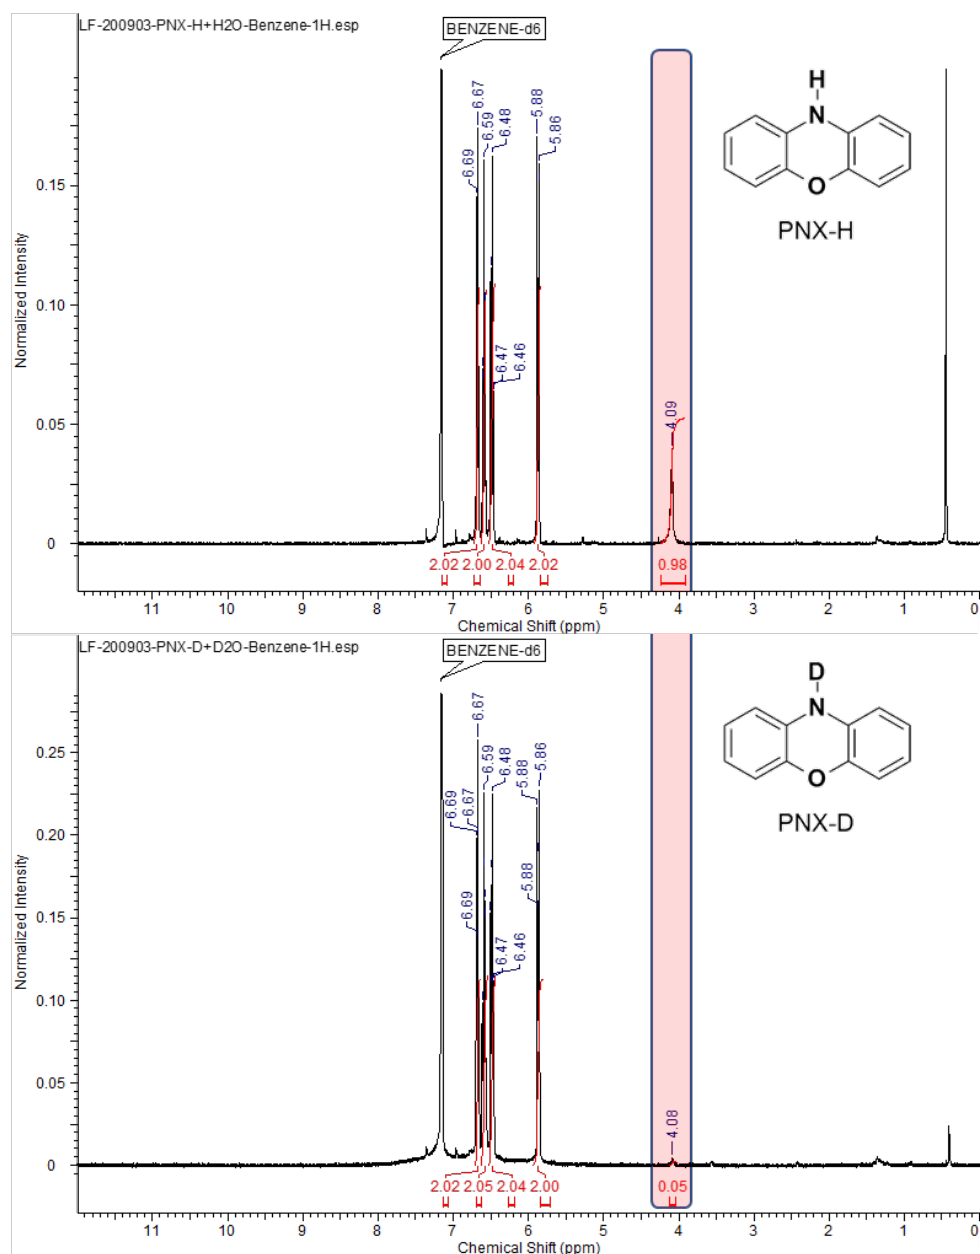 LF-200903-PNX-H+H2O-Benzene-1H.esp
BENZENE-d6
6.69
6.67
6.59
6.48
6.47
6.46
5.88
5.86
4.09
H
N
O
PNX-H
Normalized Intensity
0.15
0.10
0.05
0
2.02 2.00 2.04 2.02 0.98
11 10 9 8 7 6 5 4 3 2 1 0
Chemical Shift (ppm)
LF-200903-PNX-D+D2O-Benzene-1H.esp
BENZENE-d6
6.69
6.67
6.67
6.69
6.59
6.48
6.47
6.46
5.88
5.88
5.86
4.08
D
N
O
PNX-D
Normalized Intensity
0.25
0.20
0.15
0.10
0.05
0
2.02 2.05 2.04 2.00 0.05
11 10 9 8 7 6 5 4 3 2 1 0
Chemical Shift (ppm)